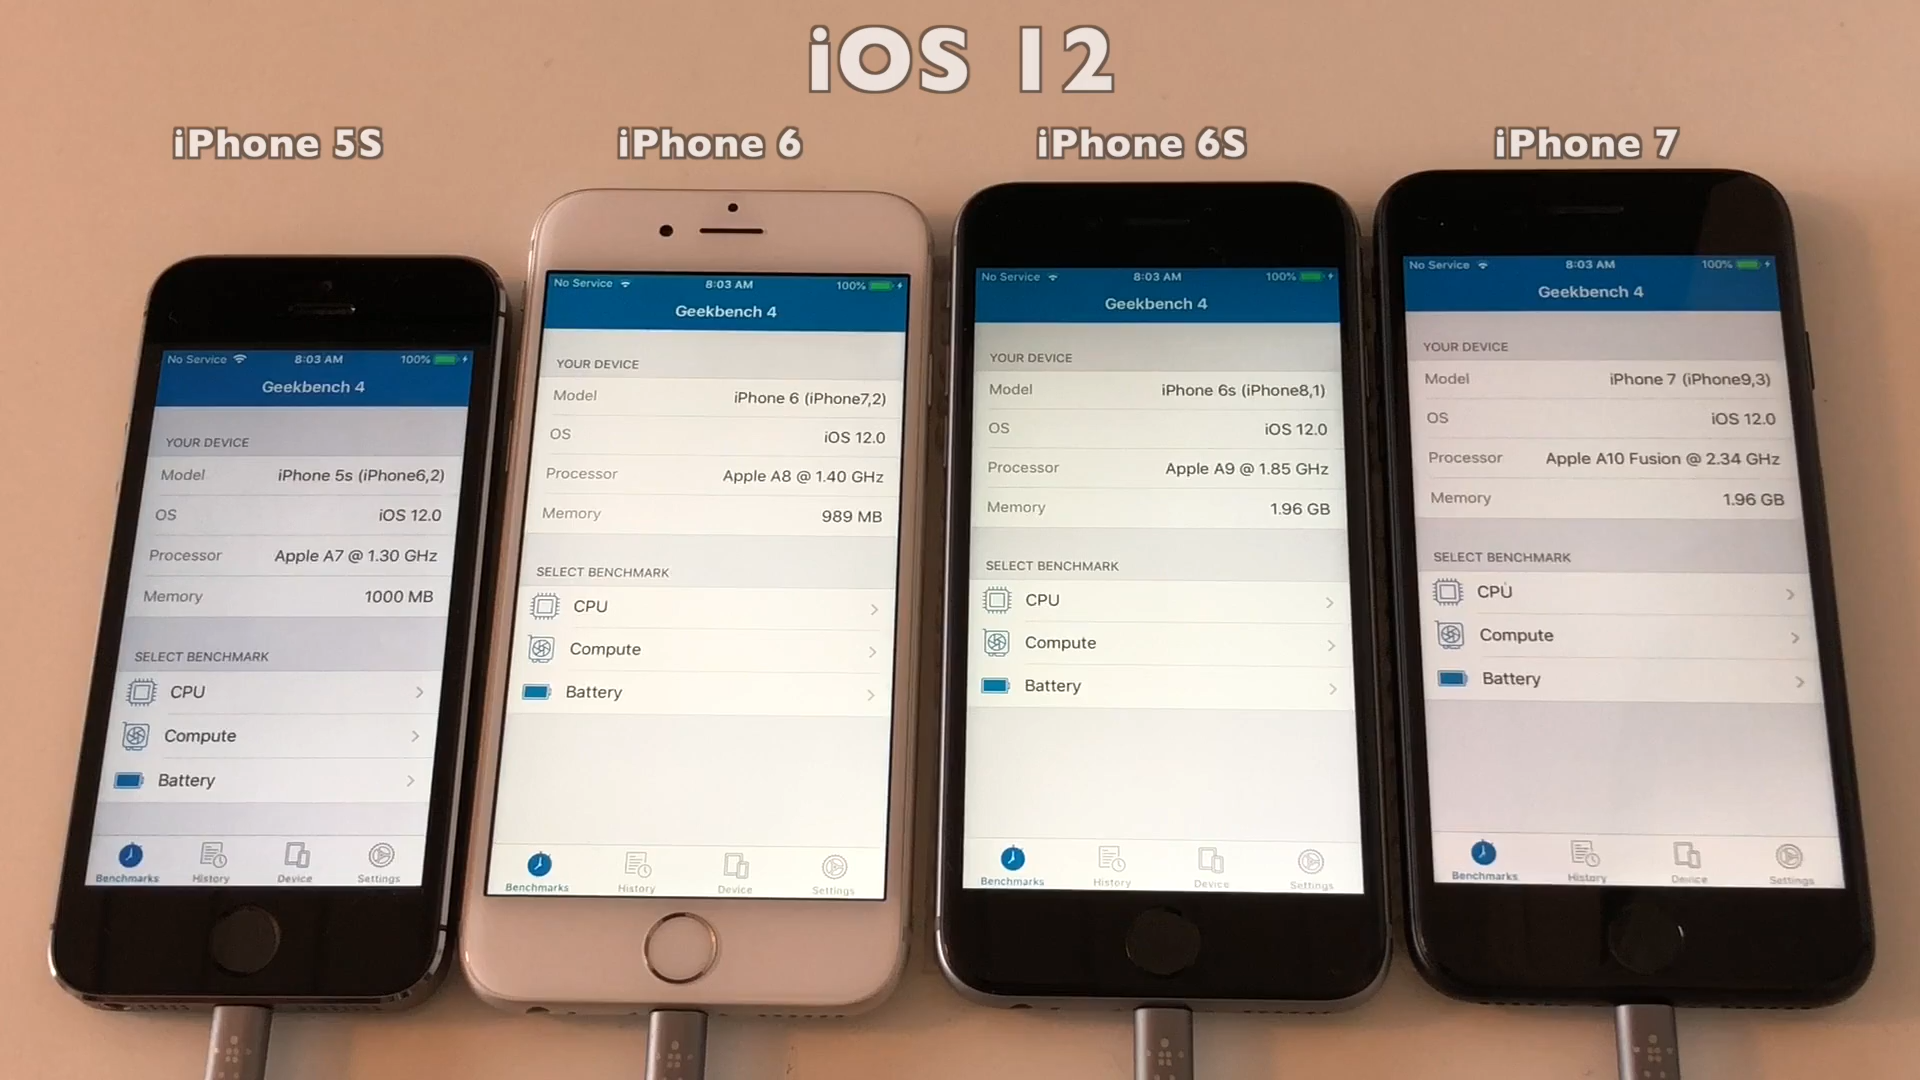 iOS 12
iPhone 5S
iPhone 6
iPhone 6S
iPhone 7
No Service 8:03 AM 100%
Geekbench 4
YOUR DEVICE
Model iPhone 5s (iPhone6,2)
OS iOS 12.0
Processor Apple A7 @ 1.30 GHz
Memory 1000 MB
SELECT BENCHMARK
CPU
Compute
Battery
Benchmarks History Device Settings
No Service 8:03 AM 100%
Geekbench 4
YOUR DEVICE
Model iPhone 6 (iPhone7,2)
OS iOS 12.0
Processor Apple A8 @ 1.40 GHz
Memory 989 MB
SELECT BENCHMARK
CPU
Compute
Battery
Benchmarks History Device Settings
No Service 8:03 AM 100%
Geekbench 4
YOUR DEVICE
Model iPhone 6s (iPhone8,1)
OS iOS 12.0
Processor Apple A9 @ 1.85 GHz
Memory 1.96 GB
SELECT BENCHMARK
CPU
Compute
Battery
Benchmarks History Device Settings
No Service 8:03 AM 100%
Geekbench 4
YOUR DEVICE
Model iPhone 7 (iPhone9,3)
OS iOS 12.0
Processor Apple A10 Fusion @ 2.34 GHz
Memory 1.96 GB
SELECT BENCHMARK
CPU
Compute
Battery
Benchmarks History Device Settings